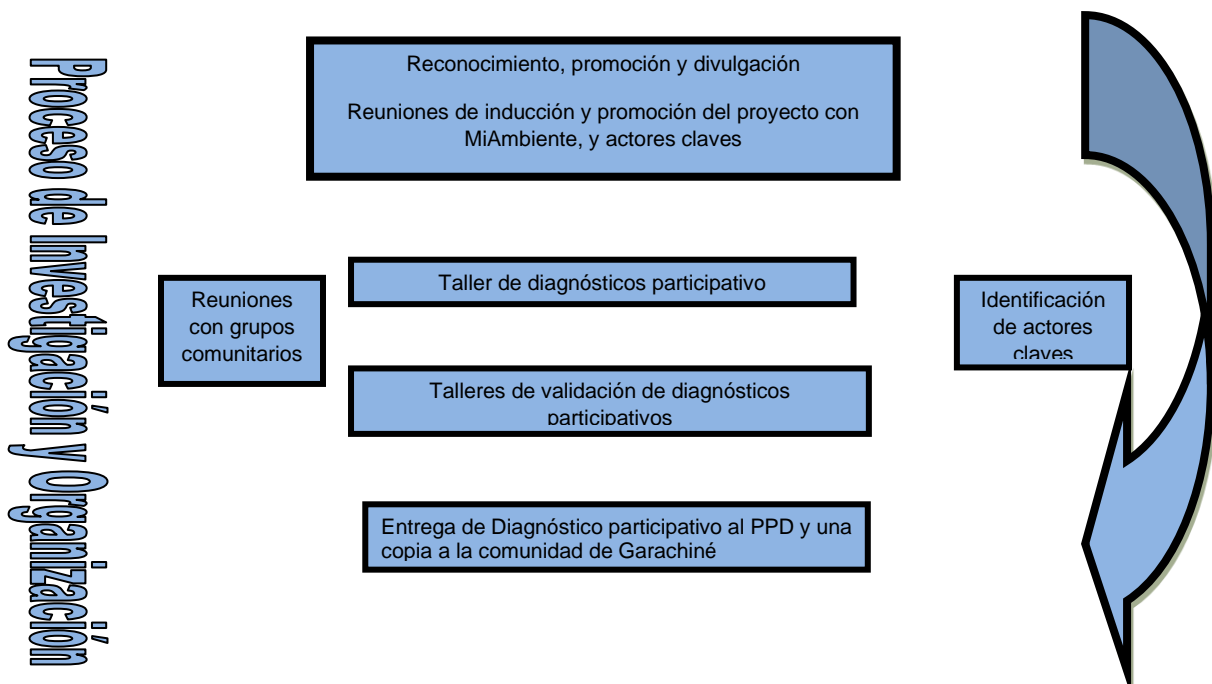 Proceso de Investigación y Organización
Reconocimiento, promoción y divulgación
Reuniones de inducción y promoción del proyecto con
MiAmbiente, y actores claves
Reuniones
con grupos
comunitarios
Taller de diagnósticos participativo
Identificación
de actores
claves
Talleres de validación de diagnósticos
participativos
Entrega de Diagnóstico participativo al PPD y una
copia a la comunidad de Garachiné